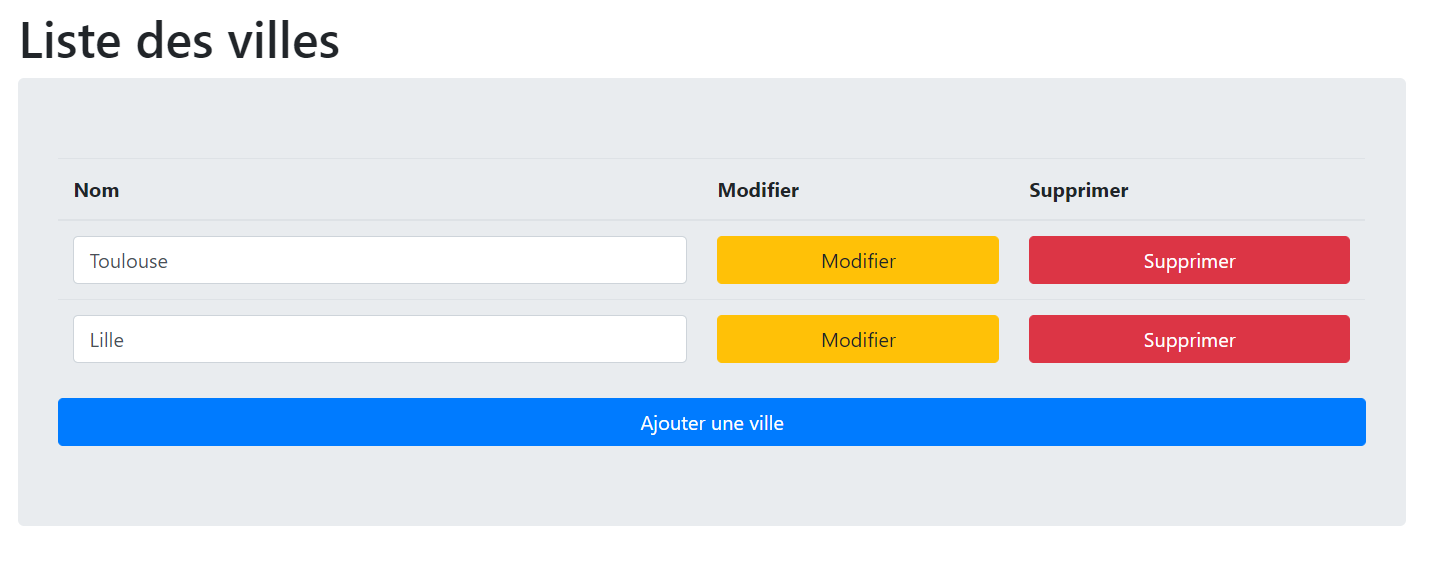 Liste des villes
Nom Modifier Supprimer
Toulouse Modifier Supprimer
Lille Modifier Supprimer
Ajouter une ville